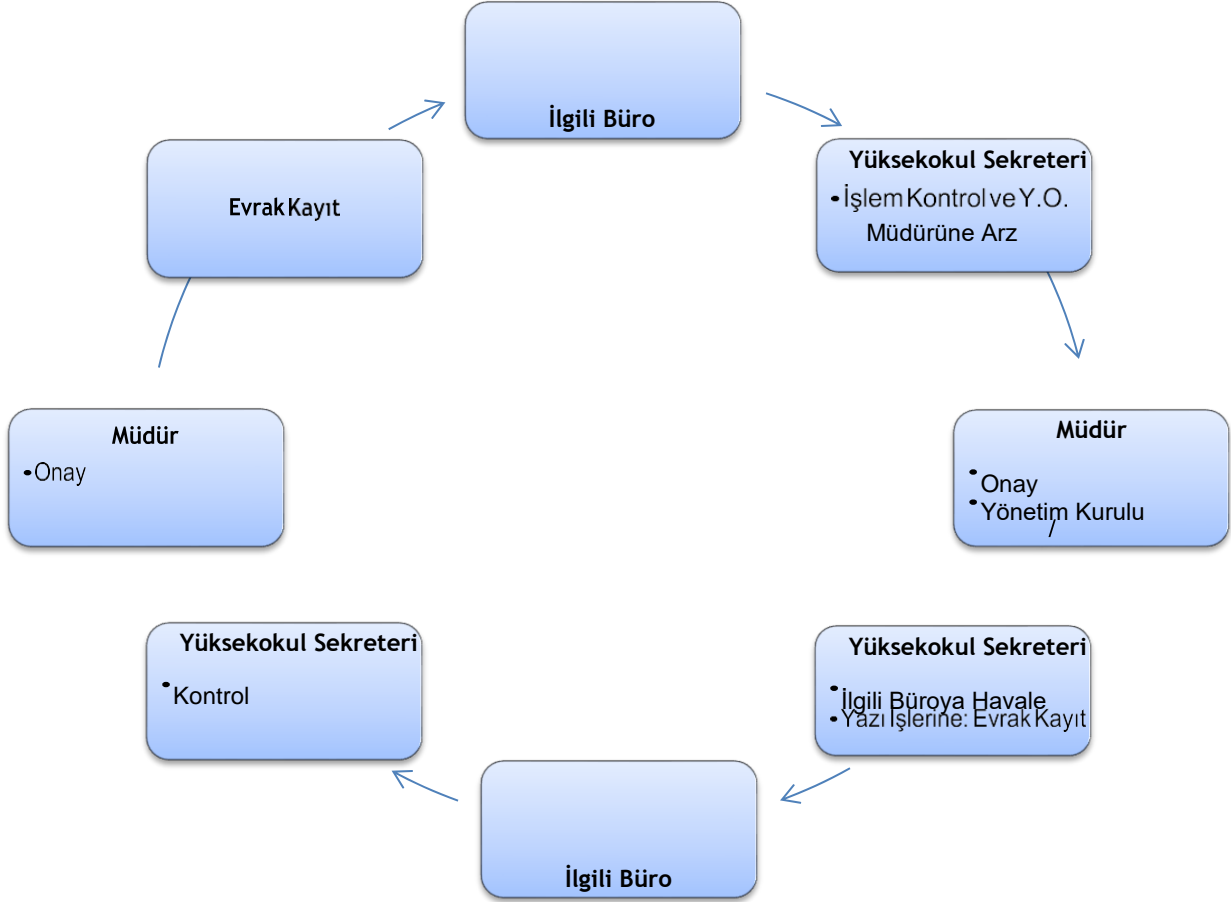 İlgili Büro
Evrak Kayıt
Yüksekokul Sekreteri
• İşlem Kontrol ve Y.O.
Müdürüne Arz
Müdür
• Onay
Müdür
• Onay
• Yönetim Kurulu
/
Yüksekokul Sekreteri
• Kontrol
Yüksekokul Sekreteri
• İlgili Büroya Havale
• Yazı İşlerine: Evrak Kayıt
İlgili Büro